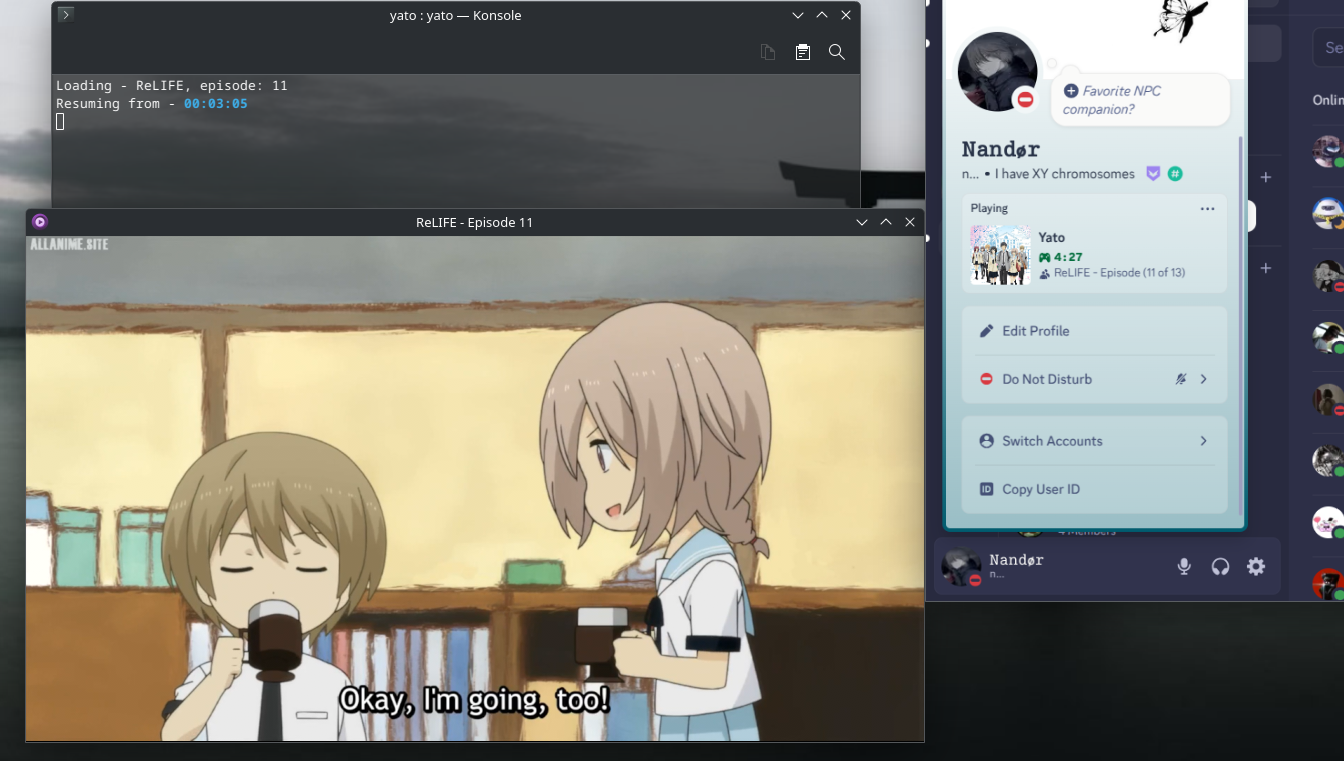 yato : yato — Konsole
Loading - ReLIFE, episode: 11
Resuming from - 00:03:05
ReLIFE - Episode 11
ALLANIME.SITE
Okay, I'm going, too!
Favorite NPC
companion?
Nandør
n... • I have XY chromosomes
#
Playing
Yato
4:27
ReLIFE - Episode (11 of 13)
Edit Profile
Do Not Disturb
Switch Accounts
ID Copy User ID
4 Members
Nandør
n...
Se
Onlin